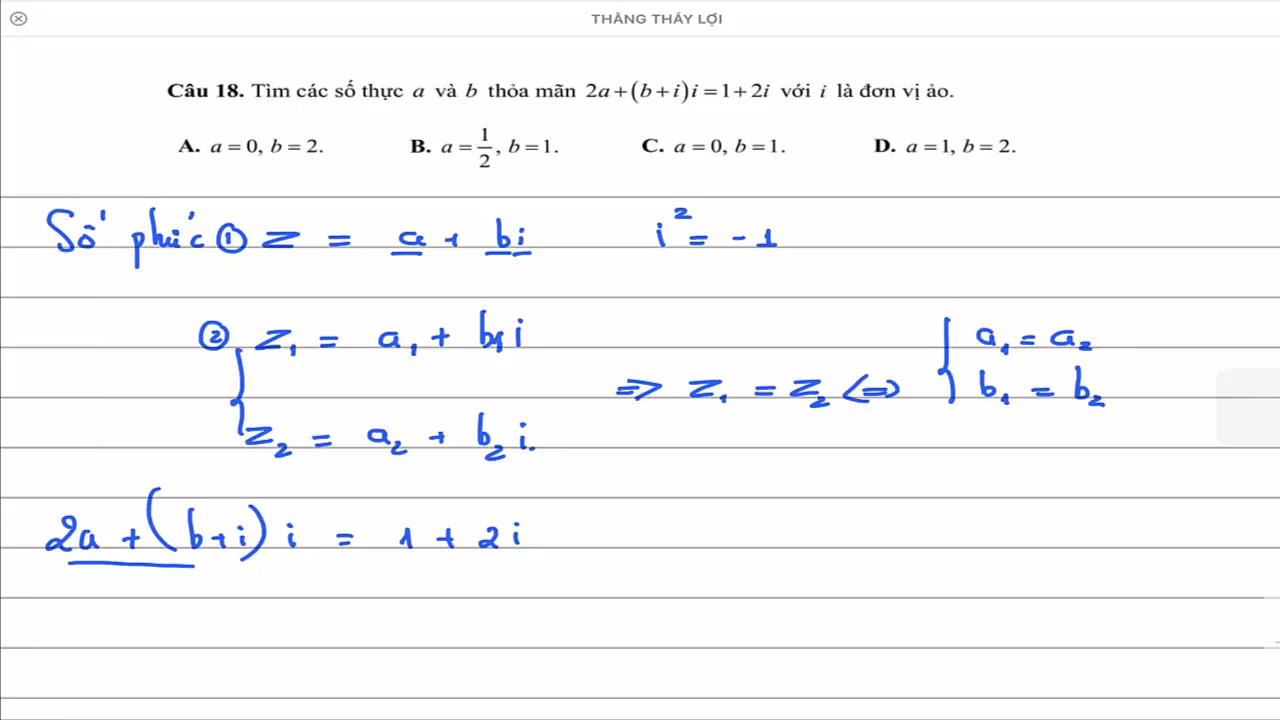 THẦNG THẦY LỢI
Câu 18. Tìm các số thực a và b thỏa mãn 2a+(b+i)i=1+2i với i là đơn vị ảo.
A. a=0, b=2. B. a=1/2, b=1. C. a=0, b=1. D. a=1, b=2.
Số phức ① z = a + bi i² = -1
② z₁ = a₁ + b₁i
⇒ z₁ = z₂ ⇔ { a₁ = a₂
b₁ = b₂
z₂ = a₂ + b₂i.
2a + (b+i)i = 1 + 2i